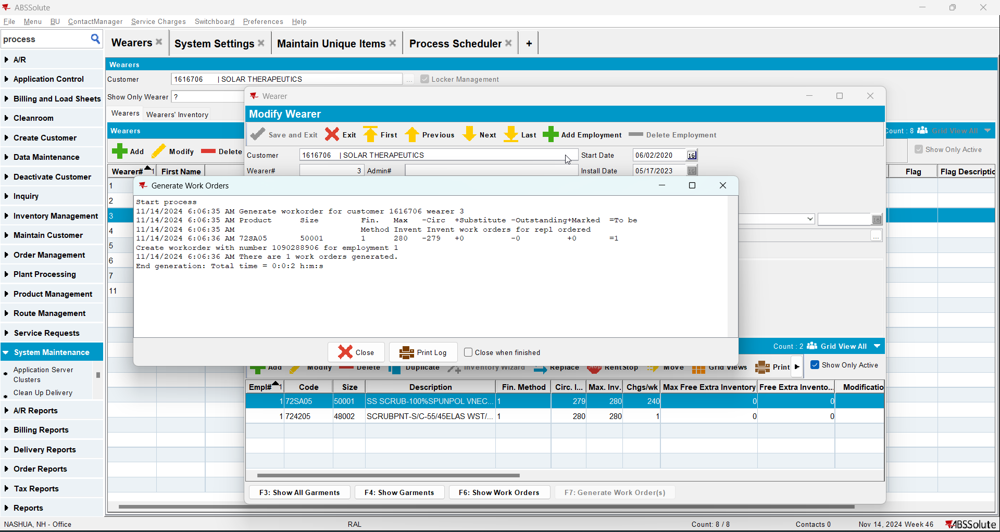 ABSSolute
File Menu BU ContactManager Service Charges Switchboard Preferences Help
process
Wearers
System Settings
Maintain Unique Items
Process Scheduler
+
A/R
Application Control
Billing and Load Sheets
Cleanroom
Create Customer
Data Maintenance
Deactivate Customer
Inquiry
Inventory Management
Maintain Customer
Order Management
Plant Processing
Product Management
Route Management
Service Requests
System Maintenance
Application Server
Clusters
Clean Up Delivery
A/R Reports
Billing Reports
Delivery Reports
Order Reports
Tax Reports
Reports
Wearers
Customer 1616706 | SOLAR THERAPEUTICS ... Locker Management
Show Only Wearer ?
Wearers Wearers' Inventory
Wearers
Count : 8 Grid View All
Add Modify Delete
Show Only Active
Wearer# 1 First Name Flag Flag Descriptic
1
2
3
4
5
6
7
11
Wearer
Modify Wearer
Save and Exit Exit First Previous Next Last Add Employment Delete Employment
Customer 1616706 | SOLAR THERAPEUTICS Start Date 06/02/2020 16
Wearer# 3 Admin# Install Date 05/17/2023 16
16
...
Generate Work Orders
Start process
11/14/2024 6:06:35 AM Generate workorder for customer 1616706 wearer 3
11/14/2024 6:06:35 AM Product Size Fin. Max -Circ +Substitute -Outstanding+Marked =To be
11/14/2024 6:06:35 AM Method Invent Invent work orders for repl ordered
11/14/2024 6:06:36 AM 72SA05 50001 1 280 -279 +0 -0 +0 =1
Create workorder with number 1090288906 for employment 1
11/14/2024 6:06:36 AM There are 1 work orders generated.
End generation: Total time = 0:0:2 h:m:s
Close Print Log Close when finished
Count : 2 Grid View All
Add Modify Delete Duplicate Inventory Wizard Replace RentStop Move Grid Views Print Show Only Active
Empl# 1 Code Size Description Fin. Method Circ. I... Max. Inv. Chgs/wk Max Free Extra Inventory Free Extra Invento... Modificatio
1 72SA05 50001 SS SCRUB-100%SPUNPOL VNEC... 1 279 280 240 0 0
1 724205 48002 SCRUBPNT-S/C-55/45ELAS WST/... 1 280 280 1 0 0
F3: Show All Garments F4: Show Garments F6: Show Work Orders F7: Generate Work Order(s)
NASHUA, NH - Office RAL Count: 8 / 8 Contacts 0 Nov 14, 2024 Week 46 ABSSolute